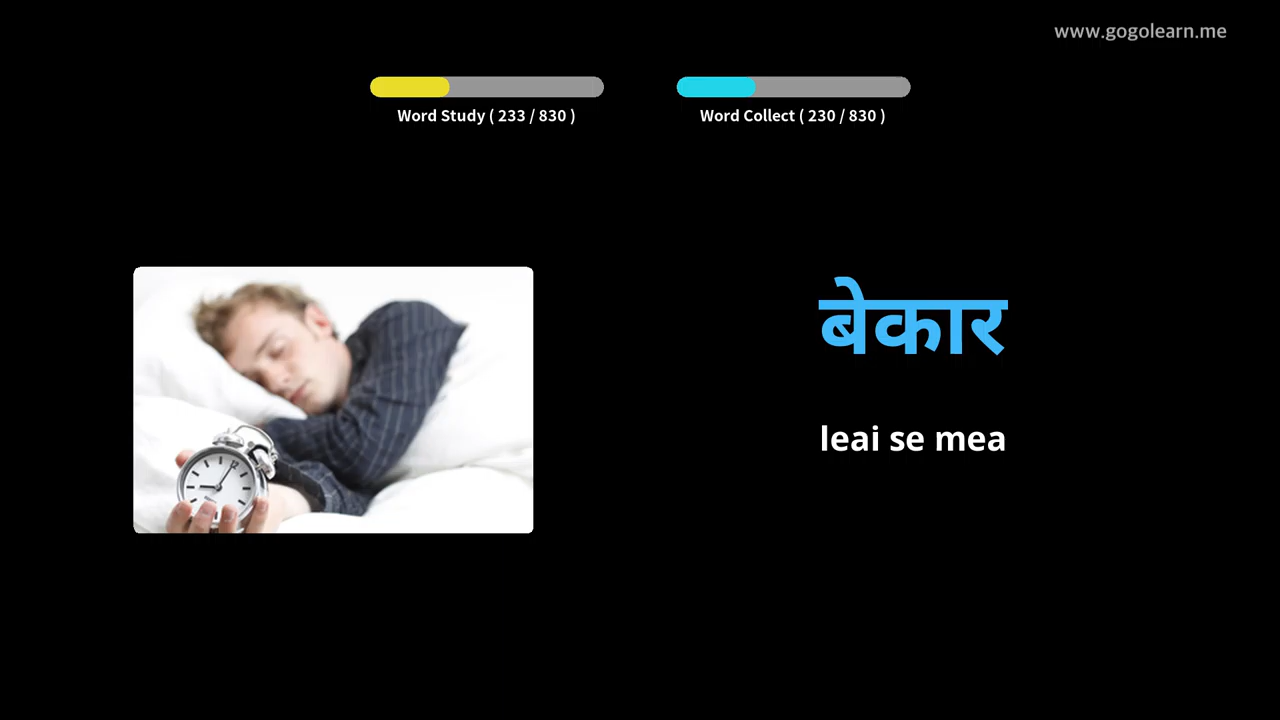 www.gogolearn.me
Word Study ( 233 / 830 )
Word Collect ( 230 / 830 )
बेकार
leai se mea